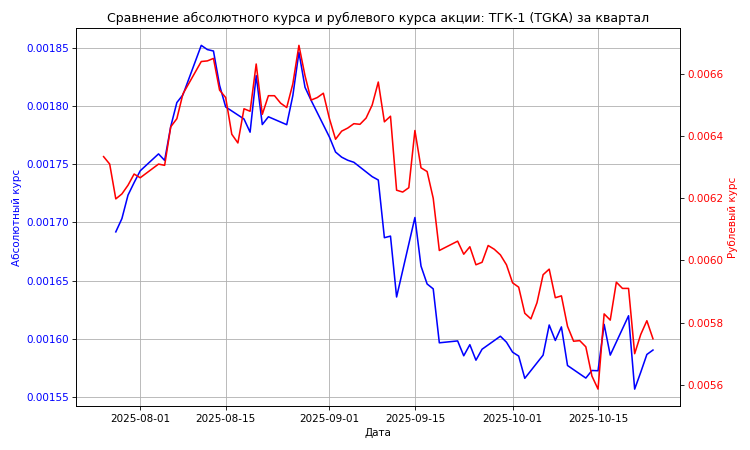 Сравнение абсолютного курса и рублевого курса акции: ТГК-1 (TGKA) за квартал
0.00185
0.00180
0.00175
0.00170
0.00165
0.00160
0.00155
Абсолютный курс
0.0066
0.0064
0.0062
0.0060
0.0058
0.0056
Рублевый курс
2025-08-01 2025-08-15 2025-09-01 2025-09-15 2025-10-01 2025-10-15
Дата